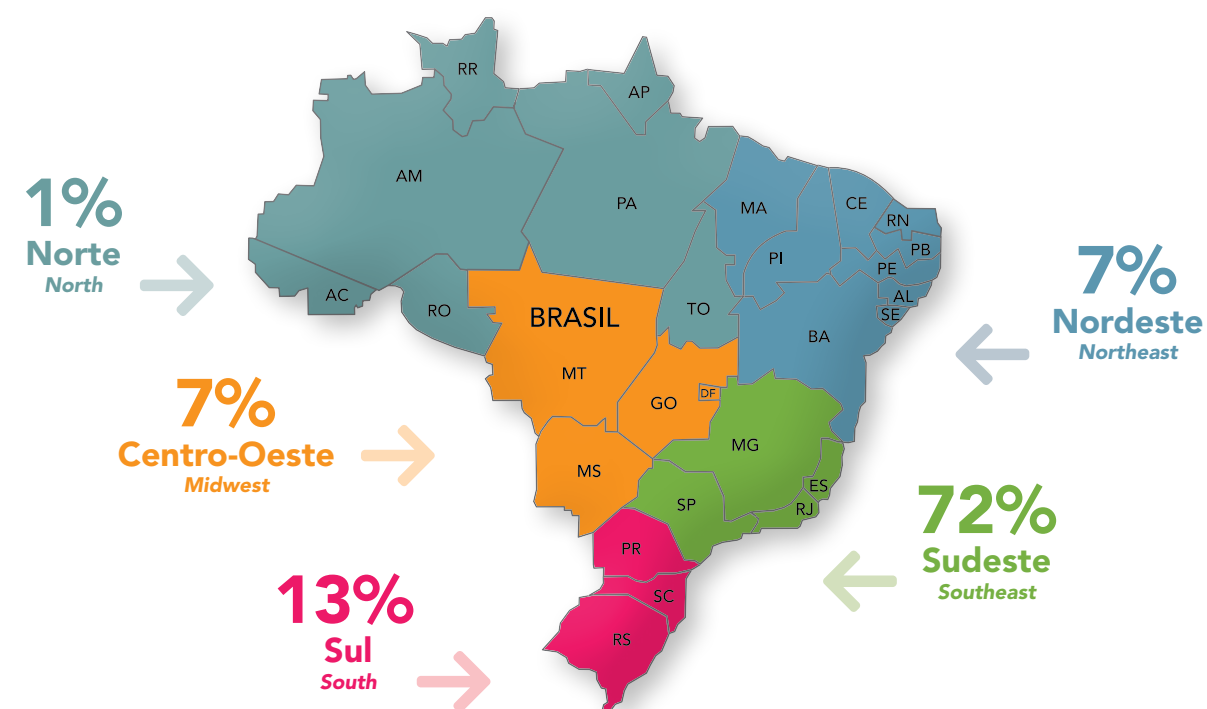 RR
AP
AM
PA
MA
CE
RN
PB
PI
PE
AL
SE
AC
RO
TO
BA
BRASIL
MT
GO
DF
MG
MS
ES
SP
RJ
PR
SC
RS
1%
Norte
North
7%
Nordeste
Northeast
7%
Centro-Oeste
Midwest
72%
Sudeste
Southeast
13%
Sul
South